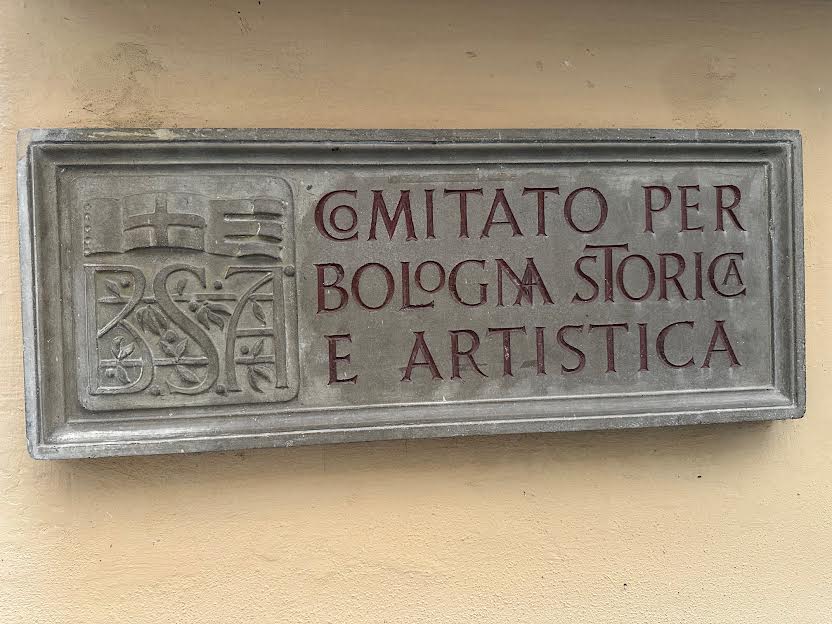 B.S.A.
COMITATO PER
BOLOGNA STORICA
E ARTISTICA